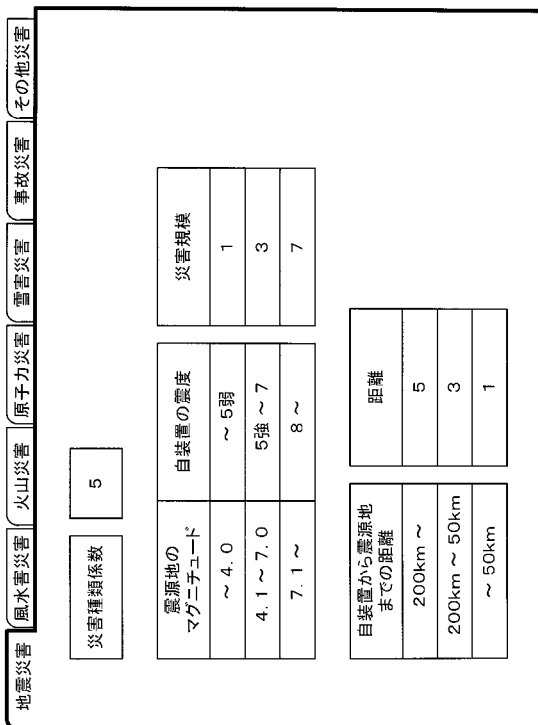 地震災害
風水害災害
火山災害
原子力災害
雪害災害
事故災害
その他災害
災害種類係数
5
震源地の
マグニチュード
自装置の震度
災害規模
～4.0
～5弱
1
4.1～7.0
5強～7
3
7.1～
8～
7
自装置から震源地
までの距離
距離
200km～
5
200km～50km
3
～50km
1